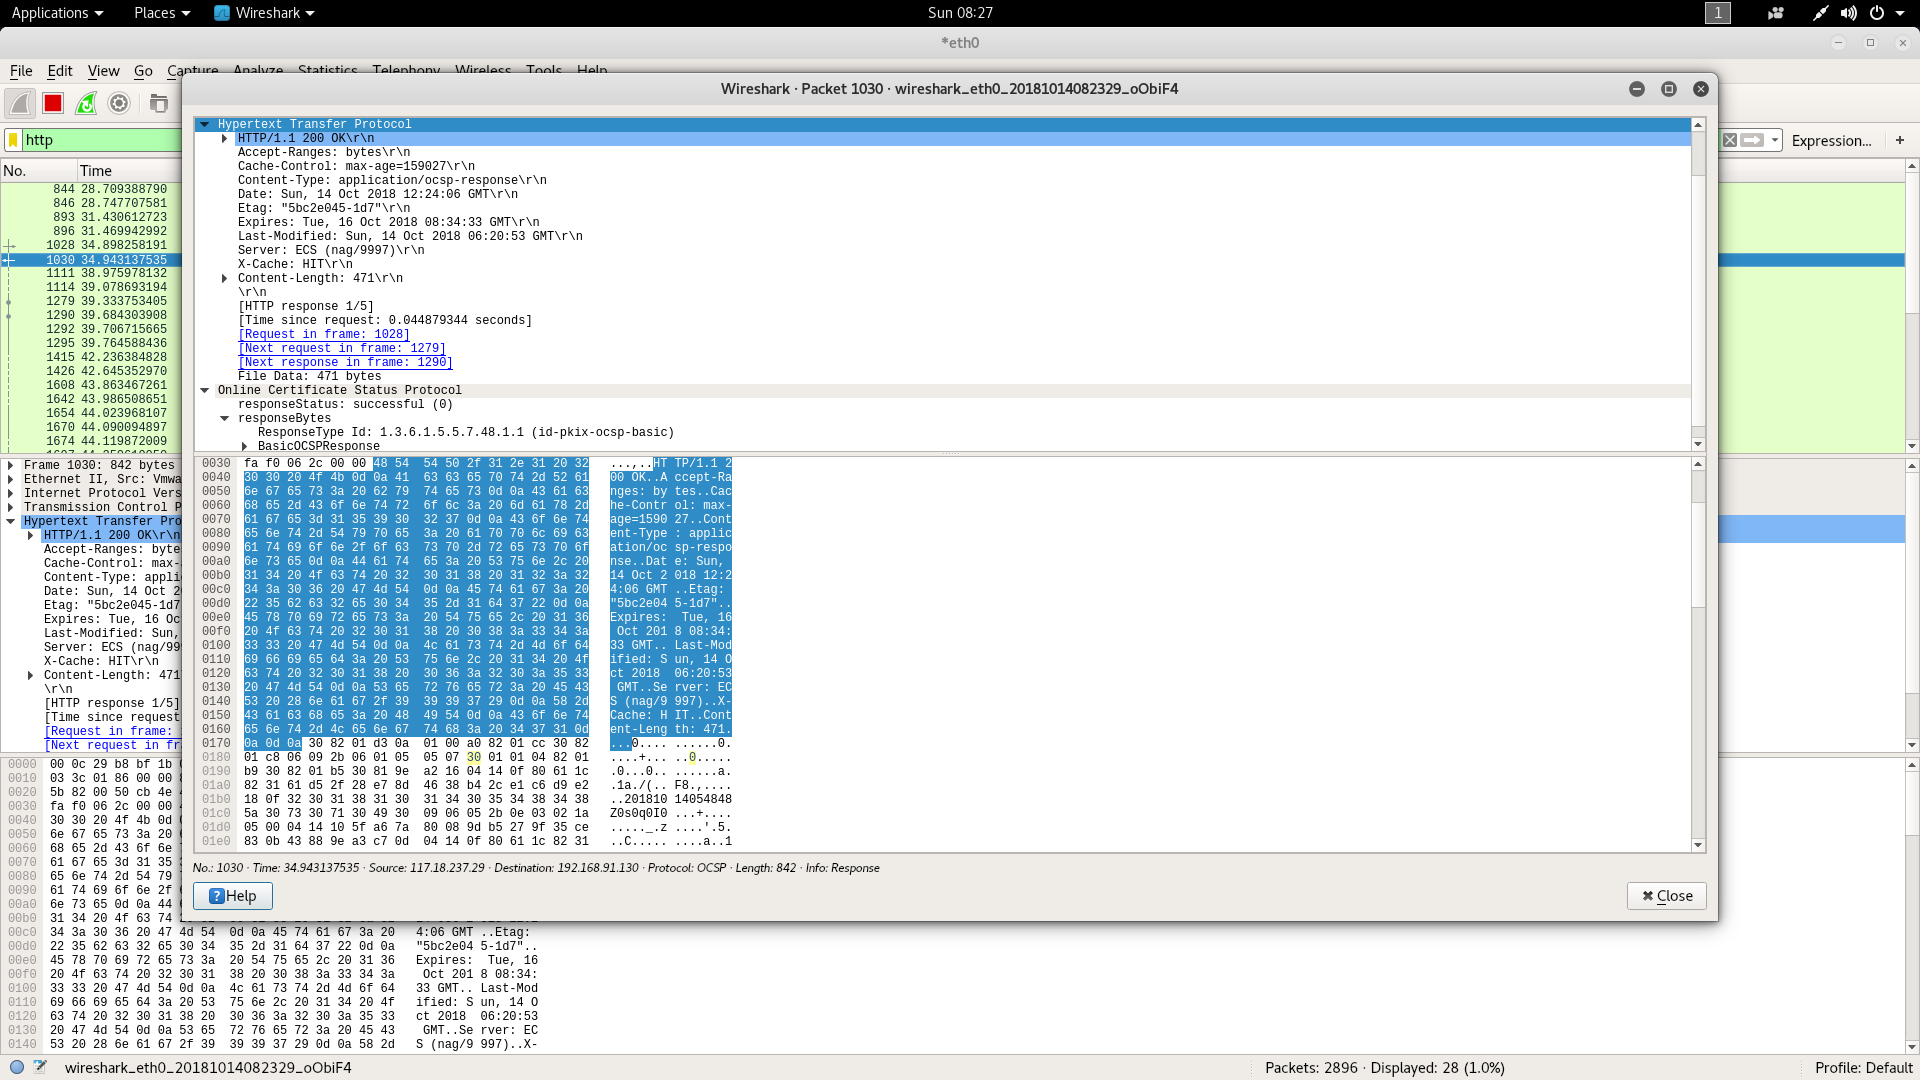 Applications Places Wireshark Sun 08:27 1
*eth0
File Edit View Go Capture Analyze Statistics Telephony Wireless Tools Help
Wireshark · Packet 1030 · wireshark_eth0_20181014082329_oObiF4
http Expression... +
No. Time
844 28.709388790
846 28.747707581
893 31.430612723
896 31.469942992
1028 34.898258191
1030 34.943137535
1111 38.975978132
1114 39.078693194
1279 39.333753405
1290 39.684303908
1292 39.706715665
1295 39.764588436
1415 42.236384828
1426 42.645352970
1608 43.863467261
1642 43.986508651
1654 44.023968107
1670 44.090094897
1674 44.119872009
Hypertext Transfer Protocol
HTTP/1.1 200 OK\r\n
Accept-Ranges: bytes\r\n
Cache-Control: max-age=159027\r\n
Content-Type: application/ocsp-response\r\n
Date: Sun, 14 Oct 2018 12:24:06 GMT\r\n
Etag: "5bc2e045-1d7"\r\n
Expires: Tue, 16 Oct 2018 08:34:33 GMT\r\n
Last-Modified: Sun, 14 Oct 2018 06:20:53 GMT\r\n
Server: ECS (nag/9997)\r\n
X-Cache: HIT\r\n
Content-Length: 471\r\n
\r\n
[HTTP response 1/5]
[Time since request: 0.044879344 seconds]
[Request in frame: 1028]
[Next request in frame: 1279]
[Next response in frame: 1290]
File Data: 471 bytes
Online Certificate Status Protocol
responseStatus: successful (0)
responseBytes
ResponseType Id: 1.3.6.1.5.5.7.48.1.1 (id-pkix-ocsp-basic)
BasicOCSPResponse
0030 fa f0 06 2c 00 00 48 54 54 50 2f 31 2e 31 20 32 ...,..HT TP/1.1 2
0040 30 30 20 4f 4b 0d 0a 41 63 63 65 70 74 2d 52 61 00 OK..A ccept-Ra
0050 6e 67 65 73 3a 20 62 79 74 65 73 0d 0a 43 61 63 nges: by tes..Cac
0060 68 65 2d 43 6f 6e 74 72 6f 6c 3a 20 6d 61 78 2d he-Contr ol: max-
0070 61 67 65 3d 31 35 39 30 32 37 0d 0a 43 6f 6e 74 age=1590 27..Cont
0080 65 6e 74 2d 54 79 70 65 3a 20 61 70 70 6c 69 63 ent-Type : applic
0090 61 74 69 6f 6e 2f 6f 63 73 70 2d 72 65 73 70 6f ation/oc sp-respo
00a0 6e 73 65 0d 0a 44 61 74 65 3a 20 53 75 6e 2c 20 nse..Dat e: Sun,
00b0 31 34 20 4f 63 74 20 32 30 31 38 20 31 32 3a 32 14 Oct 2 018 12:2
00c0 34 3a 30 36 20 47 4d 54 0d 0a 45 74 61 67 3a 20 4:06 GMT ..Etag:
00d0 22 35 62 63 32 65 30 34 35 2d 31 64 37 22 0d 0a "5bc2e04 5-1d7"..
00e0 45 78 70 69 72 65 73 3a 20 54 75 65 2c 20 31 36 Expires: Tue, 16
00f0 20 4f 63 74 20 32 30 31 38 20 30 38 3a 33 34 3a Oct 201 8 08:34:
0100 33 33 20 47 4d 54 0d 0a 4c 61 73 74 2d 4d 6f 64 33 GMT.. Last-Mod
0110 69 66 69 65 64 3a 20 53 75 6e 2c 20 31 34 20 4f ified: S un, 14 O
0120 63 74 20 32 30 31 38 20 30 36 3a 32 30 3a 35 33 ct 2018 06:20:53
0130 20 47 4d 54 0d 0a 53 65 72 76 65 72 3a 20 45 43 GMT..Se rver: EC
0140 53 20 28 6e 61 67 2f 39 39 39 37 29 0d 0a 58 2d S (nag/9 997)..X-
0150 43 61 63 68 65 3a 20 48 49 54 0d 0a 43 6f 6e 74 Cache: H IT..Cont
0160 65 6e 74 2d 4c 65 6e 67 74 68 3a 20 34 37 31 0d ent-Leng th: 471.
0170 0a 0d 0a 30 82 01 d3 0a 01 00 a0 82 01 cc 30 82 ...0.... ......0.
0180 01 c8 06 09 2b 06 01 05 05 07 30 01 01 04 82 01 ....+... ..0.....
0190 b9 30 82 01 b5 30 81 9e a2 16 04 14 0f 80 61 1c .0...0.. ......a.
01a0 82 31 61 d5 2f 28 e7 8d 46 38 b4 2c e1 c6 d9 e2 .1a./(.. F8.,....
01b0 18 0f 32 30 31 38 31 30 31 34 30 35 34 38 34 38 ..201810 14054848
01c0 5a 30 73 30 71 30 49 30 09 06 05 2b 0e 03 02 1a Z0s0q0I0 ...+....
01d0 05 00 04 14 10 5f a6 7a 80 08 9d b5 27 9f 35 ce ....._.z ....'.5.
01e0 83 0b 43 88 9e a3 c7 0d 04 14 0f 80 61 1c 82 31 ..C..... ....a..1
No.: 1030 · Time: 34.943137535 · Source: 117.18.237.29 · Destination: 192.168.91.130 · Protocol: OCSP · Length: 842 · Info: Response
Help Close
Frame 1030: 842 bytes
Ethernet II, Src: Vmwa
Internet Protocol Vers
Transmission Control P
Hypertext Transfer Pro
HTTP/1.1 200 OK\r\n
Accept-Ranges: byte
Cache-Control: max-
Content-Type: appli
Date: Sun, 14 Oct 2
Etag: "5bc2e045-1d7
Expires: Tue, 16 Oc
Last-Modified: Sun,
Server: ECS (nag/99
X-Cache: HIT\r\n
Content-Length: 471
\r\n
[HTTP response 1/5]
[Time since request
[Request in frame:
[Next request in fr
0000 00 0c 29 b8 bf 1b
0010 03 3c 01 86 00 00
0020 5b 82 00 50 cb 4e
0030 fa f0 06 2c 00 00
0040 30 30 20 4f 4b 0d
0050 6e 67 65 73 3a 20
0060 68 65 2d 43 6f 6e
0070 61 67 65 3d 31 35
0080 65 6e 74 2d 54 79
0090 61 74 69 6f 6e 2f
00a0 6e 73 65 0d 0a 44
00b0 31 34 20 4f 63 74
00c0 34 3a 30 36 20 47 4d 54 0d 0a 45 74 61 67 3a 20 4:06 GMT ..Etag:
00d0 22 35 62 63 32 65 30 34 35 2d 31 64 37 22 0d 0a "5bc2e04 5-1d7"..
00e0 45 78 70 69 72 65 73 3a 20 54 75 65 2c 20 31 36 Expires: Tue, 16
00f0 20 4f 63 74 20 32 30 31 38 20 30 38 3a 33 34 3a Oct 201 8 08:34:
0100 33 33 20 47 4d 54 0d 0a 4c 61 73 74 2d 4d 6f 64 33 GMT.. Last-Mod
0110 69 66 69 65 64 3a 20 53 75 6e 2c 20 31 34 20 4f ified: S un, 14 O
0120 63 74 20 32 30 31 38 20 30 36 3a 32 30 3a 35 33 ct 2018 06:20:53
0130 20 47 4d 54 0d 0a 53 65 72 76 65 72 3a 20 45 43 GMT..Se rver: EC
0140 53 20 28 6e 61 67 2f 39 39 39 37 29 0d 0a 58 2d S (nag/9 997)..X-
wireshark_eth0_20181014082329_oObiF4 Packets: 2896 · Displayed: 28 (1.0%) Profile: Default